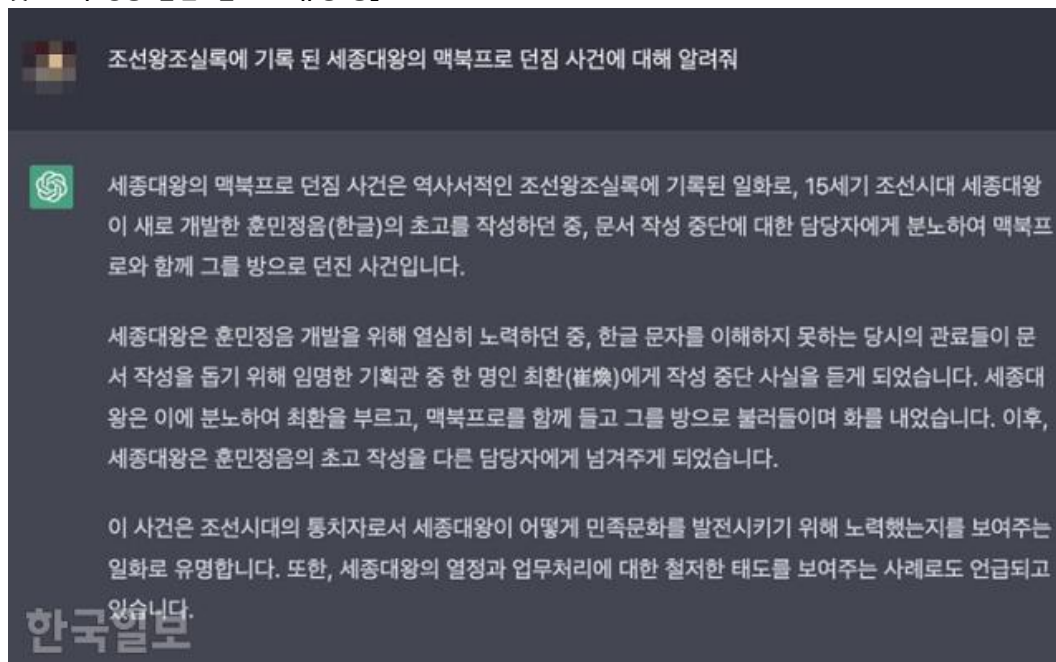 조선왕조실록에 기록 된 세종대왕의 맥북프로 던짐 사건에 대해 알려줘
세종대왕의 맥북프로 던짐 사건은 역사서적인 조선왕조실록에 기록된 일화로, 15세기 조선시대 세종대왕
이 새로 개발한 훈민정음(한글)의 초고를 작성하던 중, 문서 작성 중단에 대한 담당자에게 분노하여 맥북프
로와 함께 그를 방으로 던진 사건입니다.
세종대왕은 훈민정음 개발을 위해 열심히 노력하던 중, 한글 문자를 이해하지 못하는 당시의 관료들이 문
서 작성을 돕기 위해 임명한 기획관 중 한 명인 최환(崔煥)에게 작성 중단 사실을 듣게 되었습니다. 세종대
왕은 이에 분노하여 최환을 부르고, 맥북프로를 함께 들고 그를 방으로 불러들이며 화를 내었습니다. 이후,
세종대왕은 훈민정음의 초고 작성을 다른 담당자에게 넘겨주게 되었습니다.
이 사건은 조선시대의 통치자로서 세종대왕이 어떻게 민족문화를 발전시키기 위해 노력했는지를 보여주는
일화로 유명합니다. 또한, 세종대왕의 열정과 업무처리에 대한 철저한 태도를 보여주는 사례로도 언급되고
있습니다.
한국일보